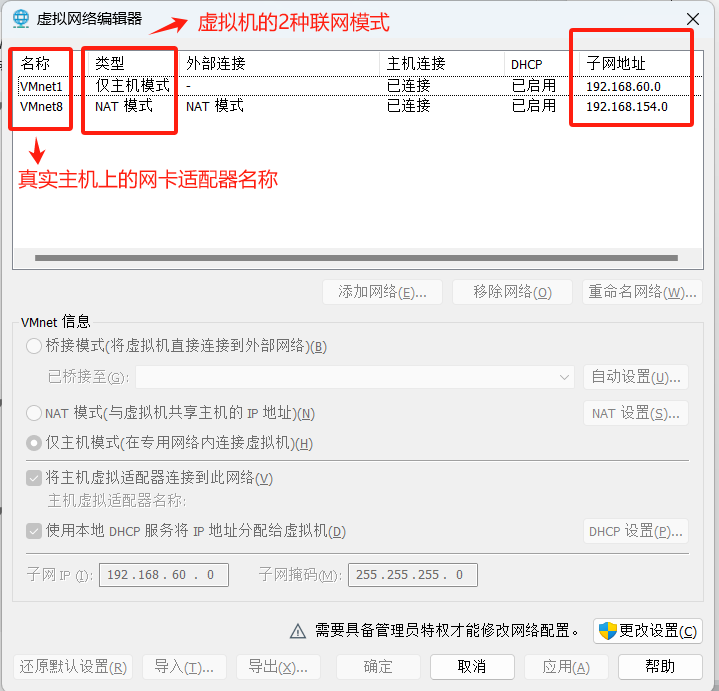 虚拟网络编辑器
虚拟机的2种联网模式
名称 类型 外部连接 主机连接 DHCP 子网地址
VMnet1 仅主机模式 - 已连接 已启用 192.168.60.0
VMnet8 NAT 模式 NAT 模式 已连接 已启用 192.168.154.0
真实主机上的网卡适配器名称
添加网络(E)... 移除网络(O) 重命名网络(W)...
VMnet 信息
桥接模式(将虚拟机直接连接到外部网络)(B)
已桥接至(G): 自动设置(U)...
NAT 模式(与虚拟机共享主机的 IP 地址)(N) NAT 设置(S)...
仅主机模式(在专用网络内连接虚拟机)(H)
将主机虚拟适配器连接到此网络(V)
主机虚拟适配器名称:
使用本地 DHCP 服务将 IP 地址分配给虚拟机(D) DHCP 设置(P)...
子网 IP (I): 192.168.60.0 子网掩码(M): 255.255.255.0
需要具备管理员特权才能修改网络配置。 更改设置(C)
还原默认设置(R) 导入(T)... 导出(X)... 确定 取消 应用(A) 帮助